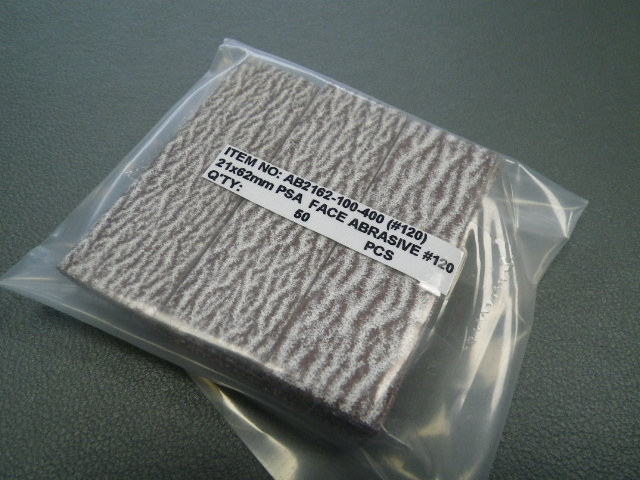 ITEM NO: AB2162-100-400 (#120)
21x62mm PSA FACE ABRASIVE #120
Q'TY: 50 PCS